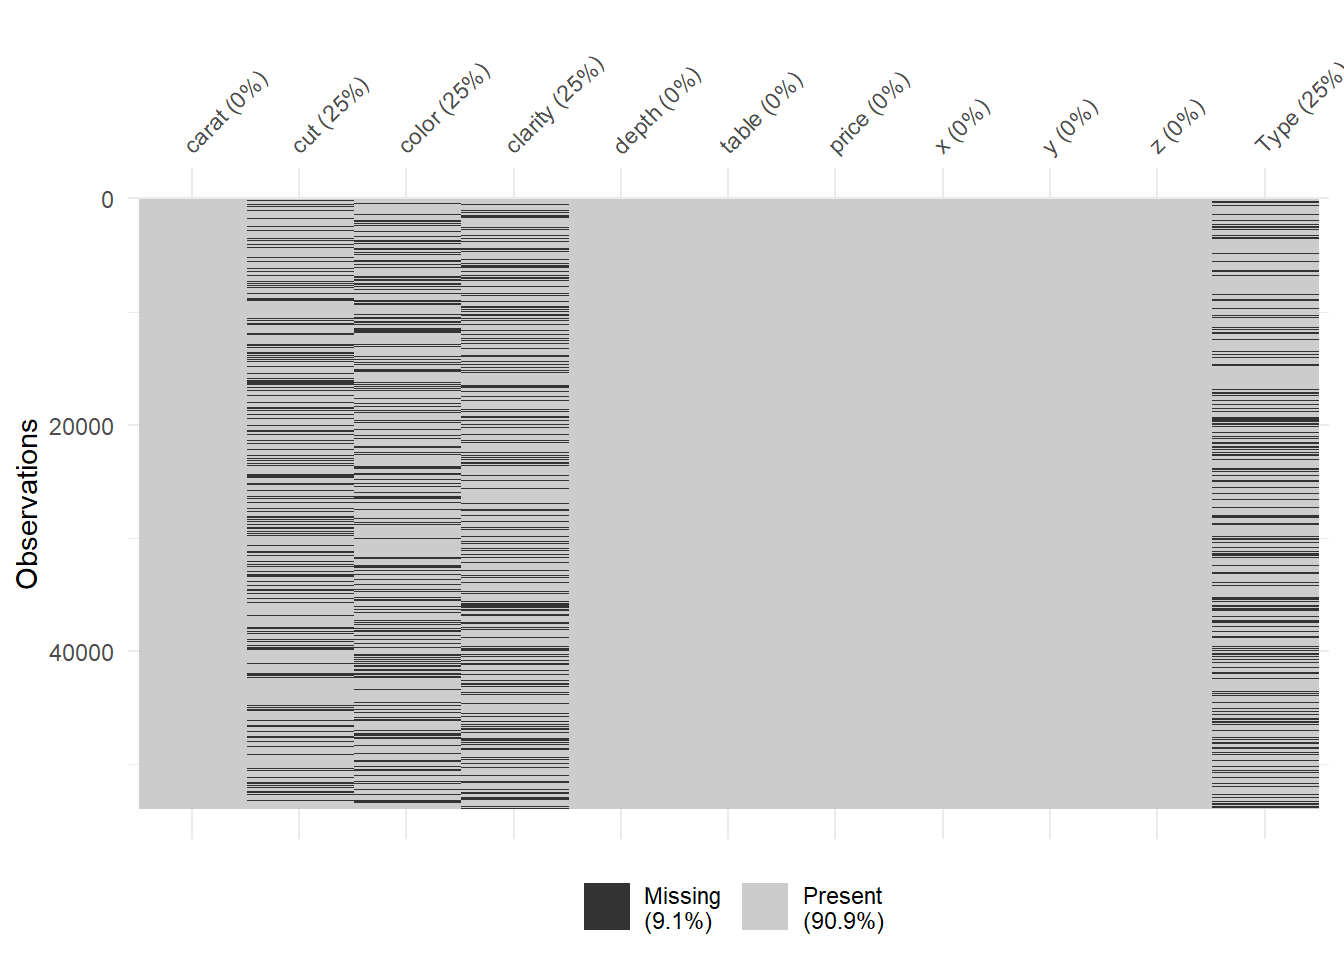 carat (0%)
cut (25%)
color (25%)
clarity (25%)
depth (0%)
table (0%)
price (0%)
x (0%)
y (0%)
z (0%)
Type (25%
0
20000
40000
Observations
Missing
(9.1%)
Present
(90.9%)